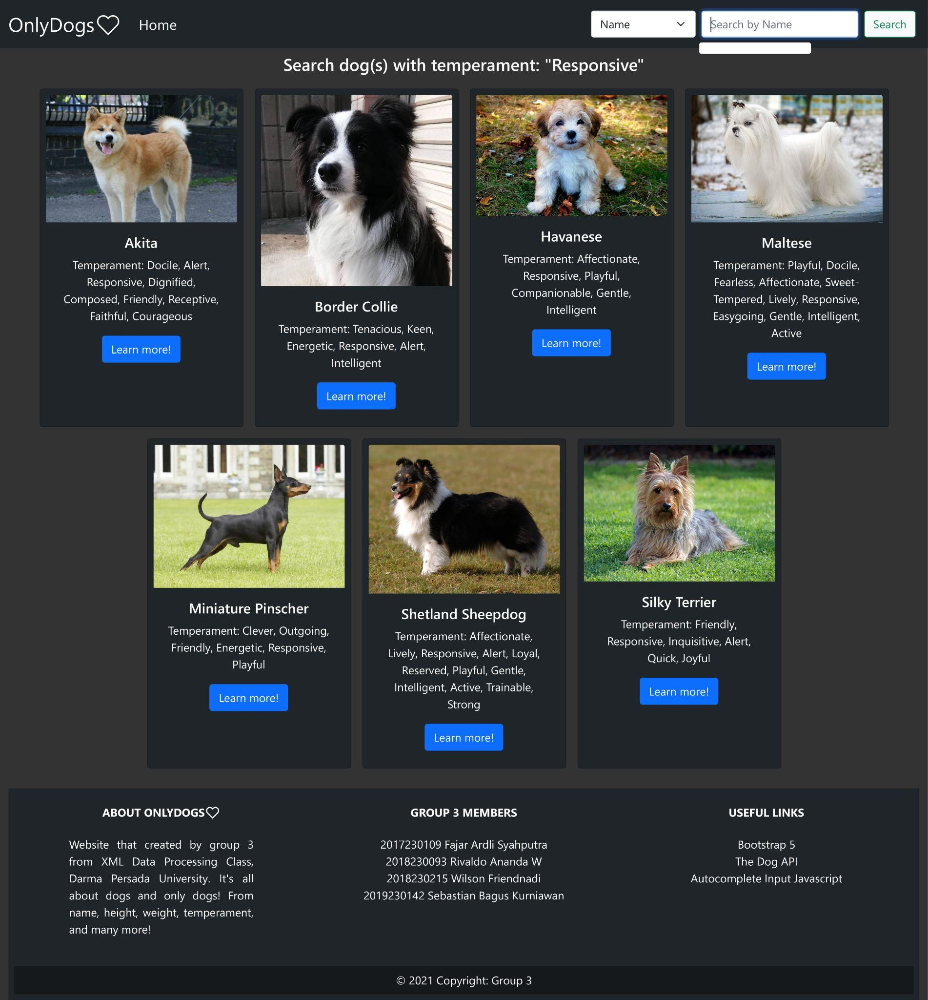 OnlyDogs
Home
Name
Search by Name
Search
Search dog(s) with temperament: "Responsive"
Akita
Temperament: Docile, Alert,
Responsive, Dignified,
Composed, Friendly, Receptive,
Faithful, Courageous
Learn more!
Border Collie
Temperament: Tenacious, Keen,
Energetic, Responsive, Alert,
Intelligent
Learn more!
Havanese
Temperament: Affectionate,
Responsive, Playful,
Companionable, Gentle,
Intelligent
Learn more!
Maltese
Temperament: Playful, Docile,
Fearless, Affectionate, Sweet-
Tempered, Lively, Responsive,
Easygoing, Gentle, Intelligent,
Active
Learn more!
Miniature Pinscher
Temperament: Clever, Outgoing,
Friendly, Energetic, Responsive,
Playful
Learn more!
Shetland Sheepdog
Temperament: Affectionate,
Lively, Responsive, Alert, Loyal,
Reserved, Playful, Gentle,
Intelligent, Active, Trainable,
Strong
Learn more!
Silky Terrier
Temperament: Friendly,
Responsive, Inquisitive, Alert,
Quick, Joyful
Learn more!
ABOUT ONLYDOGS
Website that created by group 3
from XML Data Processing Class,
Darma Persada University. It's all
about dogs and only dogs! From
name, height, weight, temperament,
and many more!
GROUP 3 MEMBERS
2017230109 Fajar Ardli Syahputra
2018230093 Rivaldo Ananda W
2018230215 Wilson Friendnadi
2019230142 Sebastian Bagus Kurniawan
USEFUL LINKS
Bootstrap 5
The Dog API
Autocomplete Input Javascript
© 2021 Copyright: Group 3